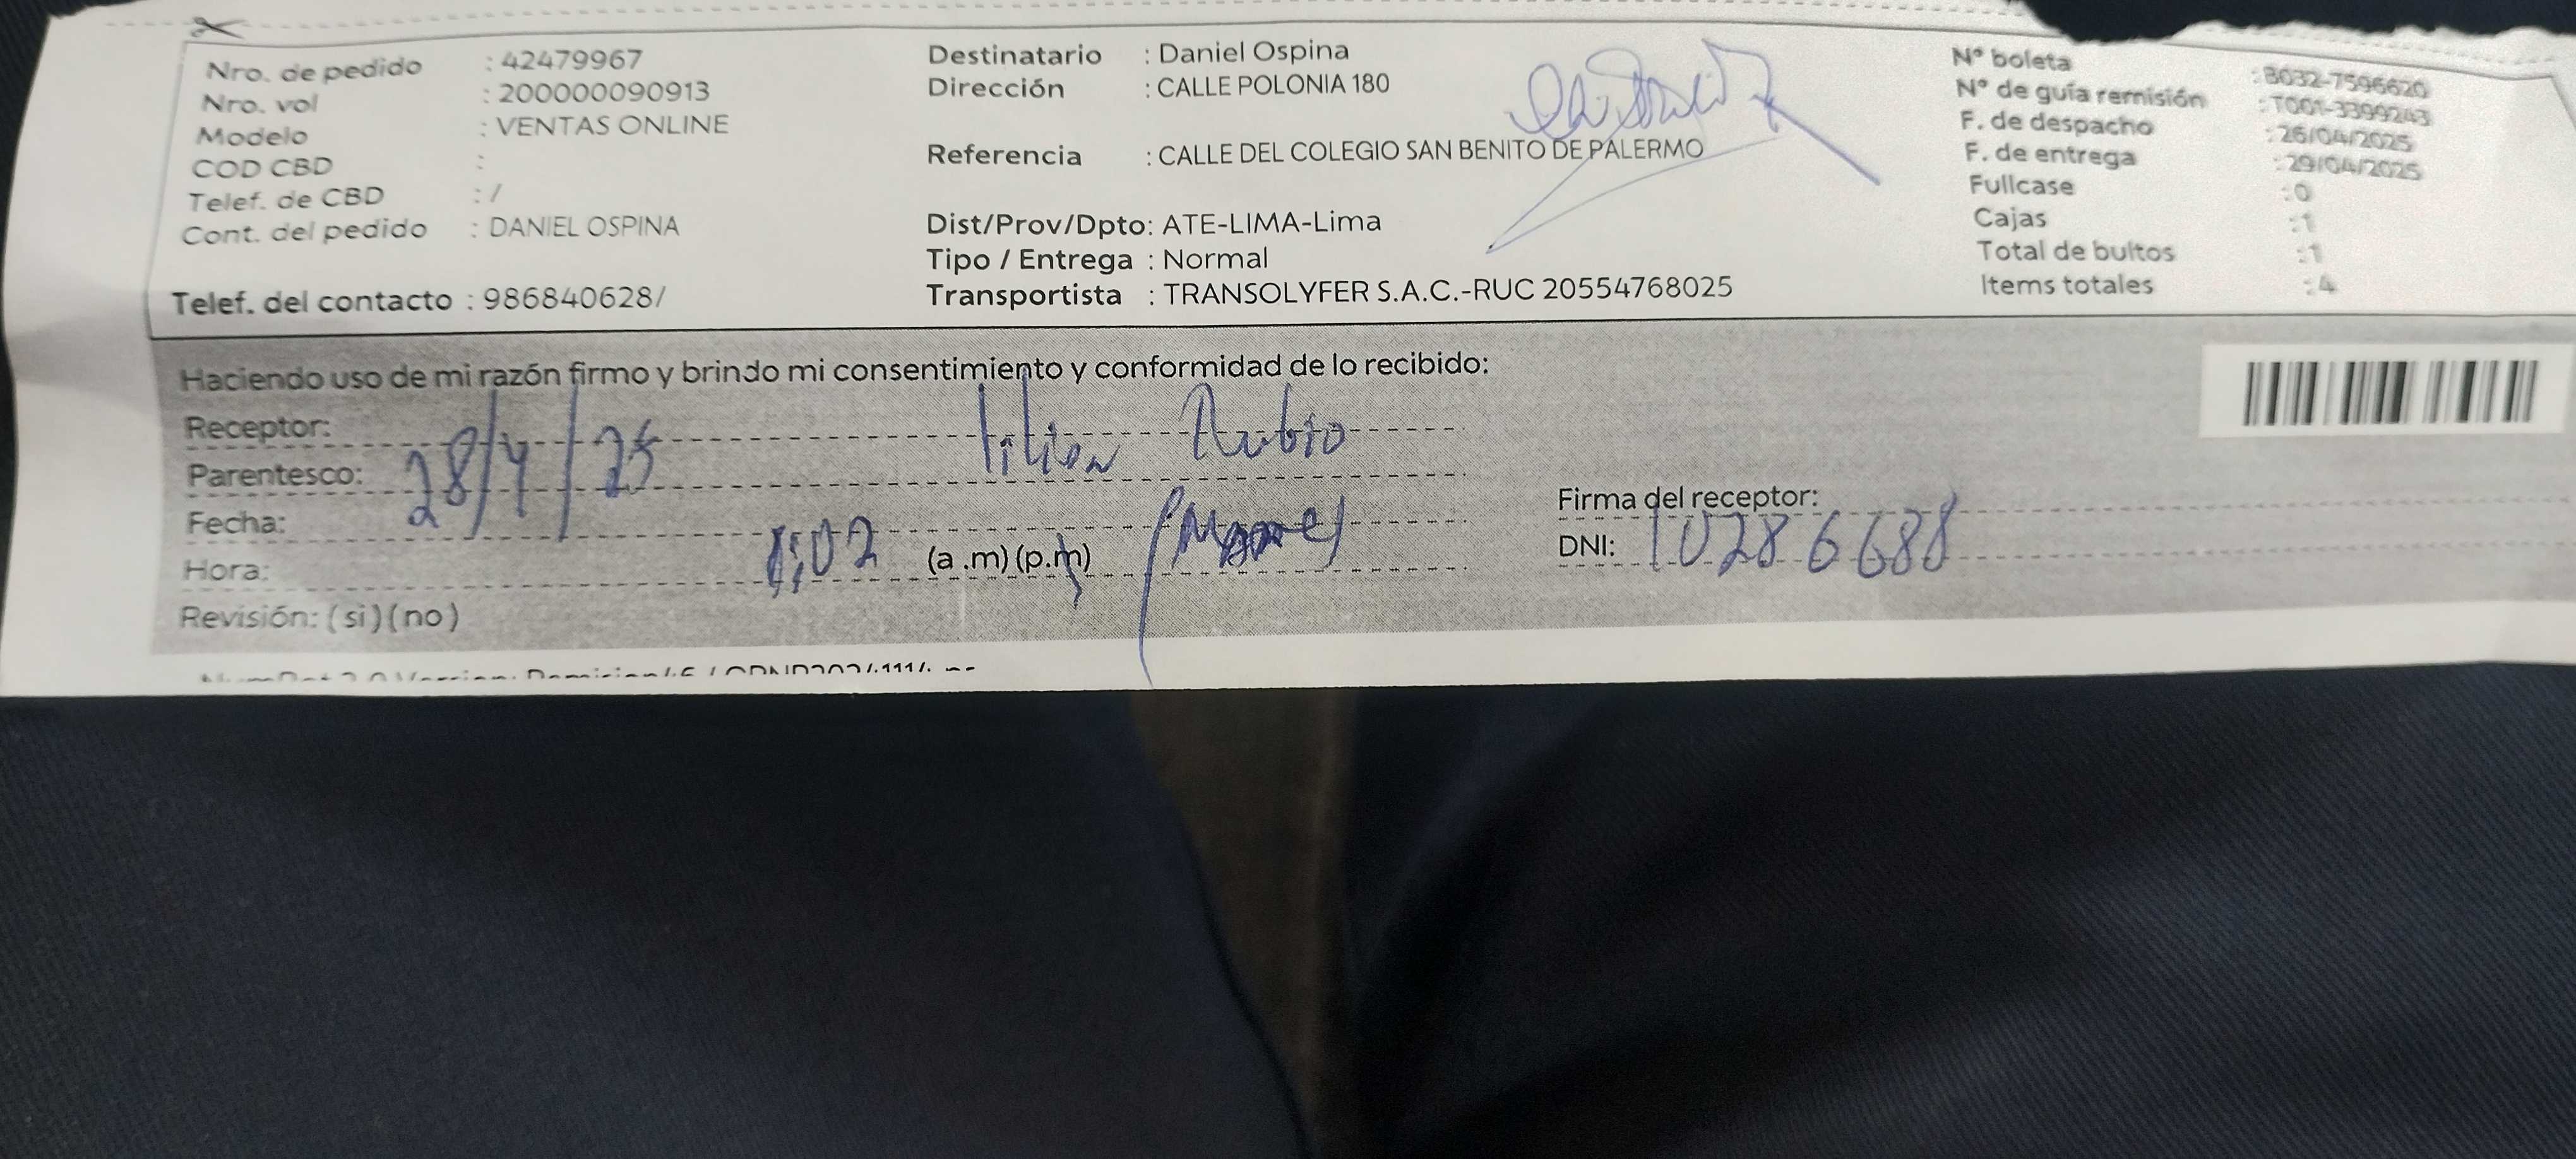 Nro. de pedido : 42479967
Nro. vol : 200000090913
Modelo : VENTAS ONLINE
COD CBD :
Telef. de CBD : /
Cont. del pedido : DANIEL OSPINA
Telef. del contacto : 986840628/
Destinatario : Daniel Ospina
Dirección : CALLE POLONIA 180
Referencia : CALLE DEL COLEGIO SAN BENITO DE PALERMO
Dist/Prov/Dpto: ATE-LIMA-Lima
Tipo / Entrega : Normal
Transportista : TRANSOLYFER S.A.C.-RUC 20554768025
N° boleta : B032-7596620
N° de guía remisión : T001-3399243
F. de despacho : 26/04/2025
F. de entrega : 29/04/2025
Fullcase : 0
Cajas : 1
Total de bultos : 1
Items totales : 4
Haciendo uso de mi razón firmo y brindo mi consentimiento y conformidad de lo recibido:
Receptor: Rubio
Parentesco: 28/4/25
Fecha:
Hora: 1:02 (a .m) (p.m)
Revisión: (si) (no)
Firma del receptor:
DNI: 10286688